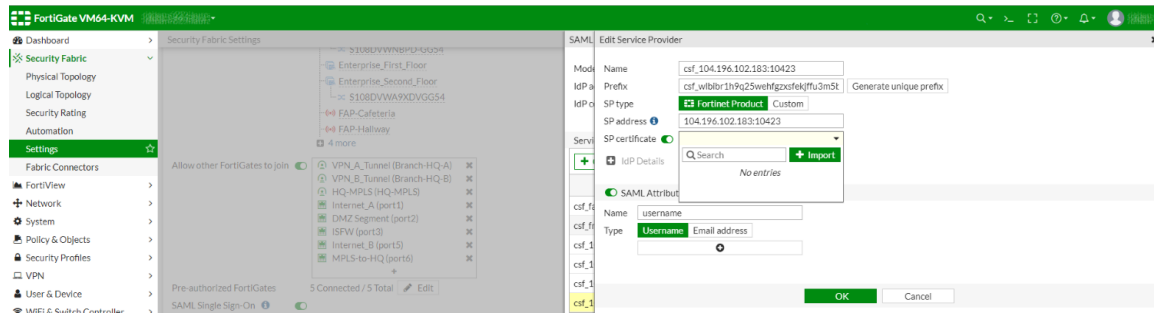 FortiGate VM64-KVM
Dashboard
Security Fabric
Physical Topology
Logical Topology
Security Rating
Automation
Settings
Fabric Connectors
FortiView
Network
System
Policy & Objects
Security Profiles
VPN
User & Device
WiFi & Switch Controller
Security Fabric Settings
S108DVWNBPD-GG54
Enterprise_First_Floor
Enterprise_Second_Floor
S108DVWA9XDVGG54
FAP-Cafeteria
FAP-Hallway
4 more
Allow other FortiGates to join
VPN_A_Tunnel (Branch-HQ-A)
VPN_B_Tunnel (Branch-HQ-B)
HQ-MPLS (HQ-MPLS)
Internet_A (port1)
DMZ Segment (port2)
ISFW (port3)
Internet_B (port5)
MPLS-to-HQ (port6)
Pre-authorized FortiGates 5 Connected / 5 Total Edit
SAML Single Sign-On
SAML
Mode
IdP a
IdP c
Servi
csf_fa
csf_fr
csf_1
csf_1
csf_1
csf_1
Edit Service Provider
Name csf_104.196.102.183:10423
Prefix csf_wlbibr1h9q25wehfgzxsfekjffu3m5t Generate unique prefix
SP type Fortinet Product Custom
SP address 104.196.102.183:10423
SP certificate
Search Import
No entries
IdP Details
SAML Attribut
Name username
Type Username Email address
OK Cancel